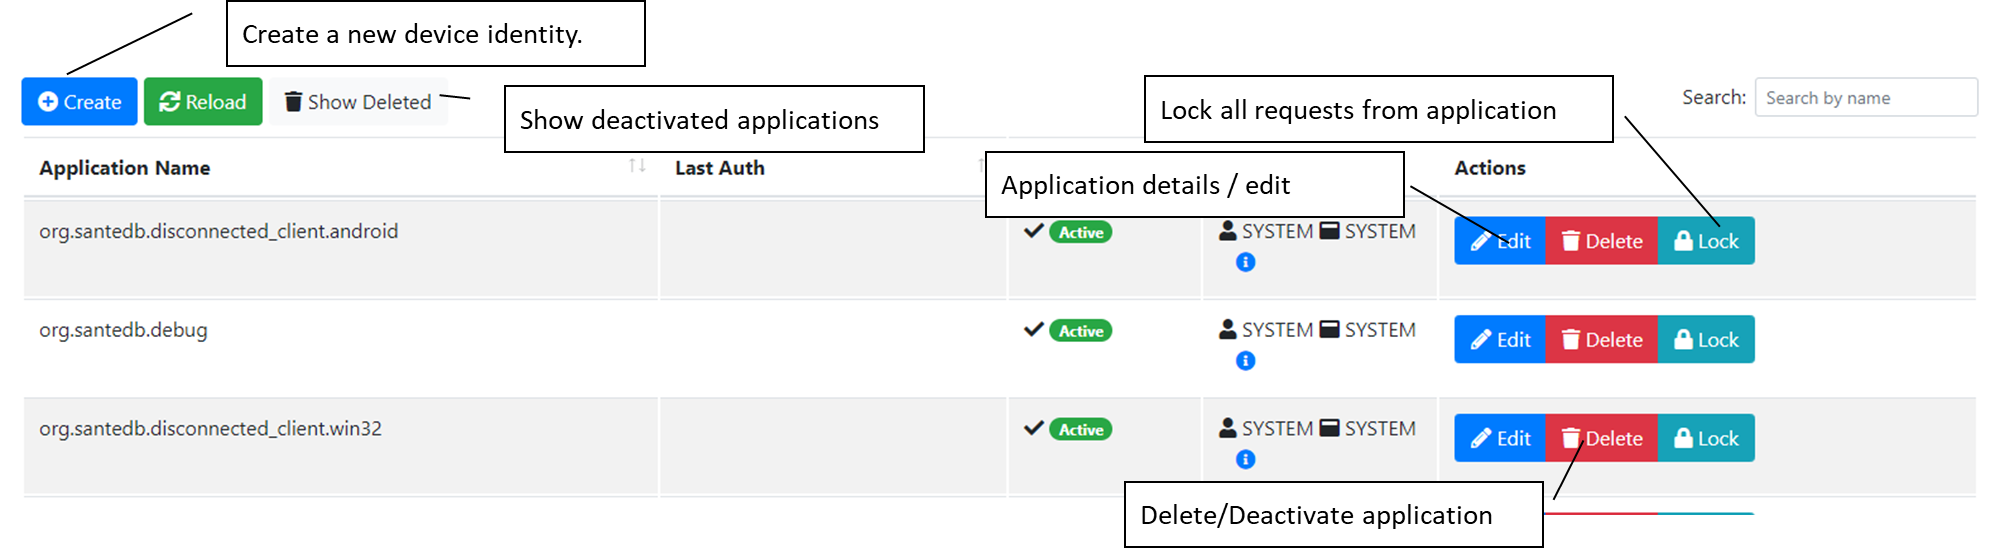 Create a new device identity.
Create Reload Show Deleted
Show deactivated applications
Lock all requests from application
Search: Search by name
Application Name Last Auth Actions
Application details / edit
org.santedb.disconnected_client.android Active SYSTEM SYSTEM Edit Delete Lock
org.santedb.debug Active SYSTEM SYSTEM Edit Delete Lock
org.santedb.disconnected_client.win32 Active SYSTEM SYSTEM Edit Delete Lock
Delete/Deactivate application